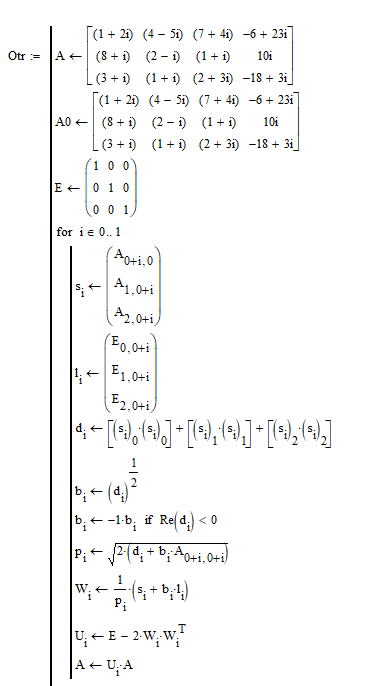 Otr := A ← [(1 + 2i) (4 − 5i) (7 + 4i) −6 + 23i
(8 + i) (2 − i) (1 + i) 10i
(3 + i) (1 + i) (2 + 3i) −18 + 3i]
A0 ← [(1 + 2i) (4 − 5i) (7 + 4i) −6 + 23i
(8 + i) (2 − i) (1 + i) 10i
(3 + i) (1 + i) (2 + 3i) −18 + 3i]
E ← (1 0 0
0 1 0
0 0 1)
for i ∈ 0..1
s_i ← (A_{0+i,0}
A_{1,0+i}
A_{2,0+i})
l_i ← (E_{0,0+i}
E_{1,0+i}
E_{2,0+i})
d_i ← [(s_i)_0·(s_i)_0] + [(s_i)_1·(s_i)_1] + [(s_i)_2·(s_i)_2]
b_i ← (d_i)^{1/2}
b_i ← −1·b_i if Re(d_i) < 0
p_i ← √(2·(d_i + b_i·A_{0+i,0+i}))
W_i ← 1/p_i·(s_i + b_i·l_i)
U_i ← E − 2·W_i·W_i^T
A ← U_i·A